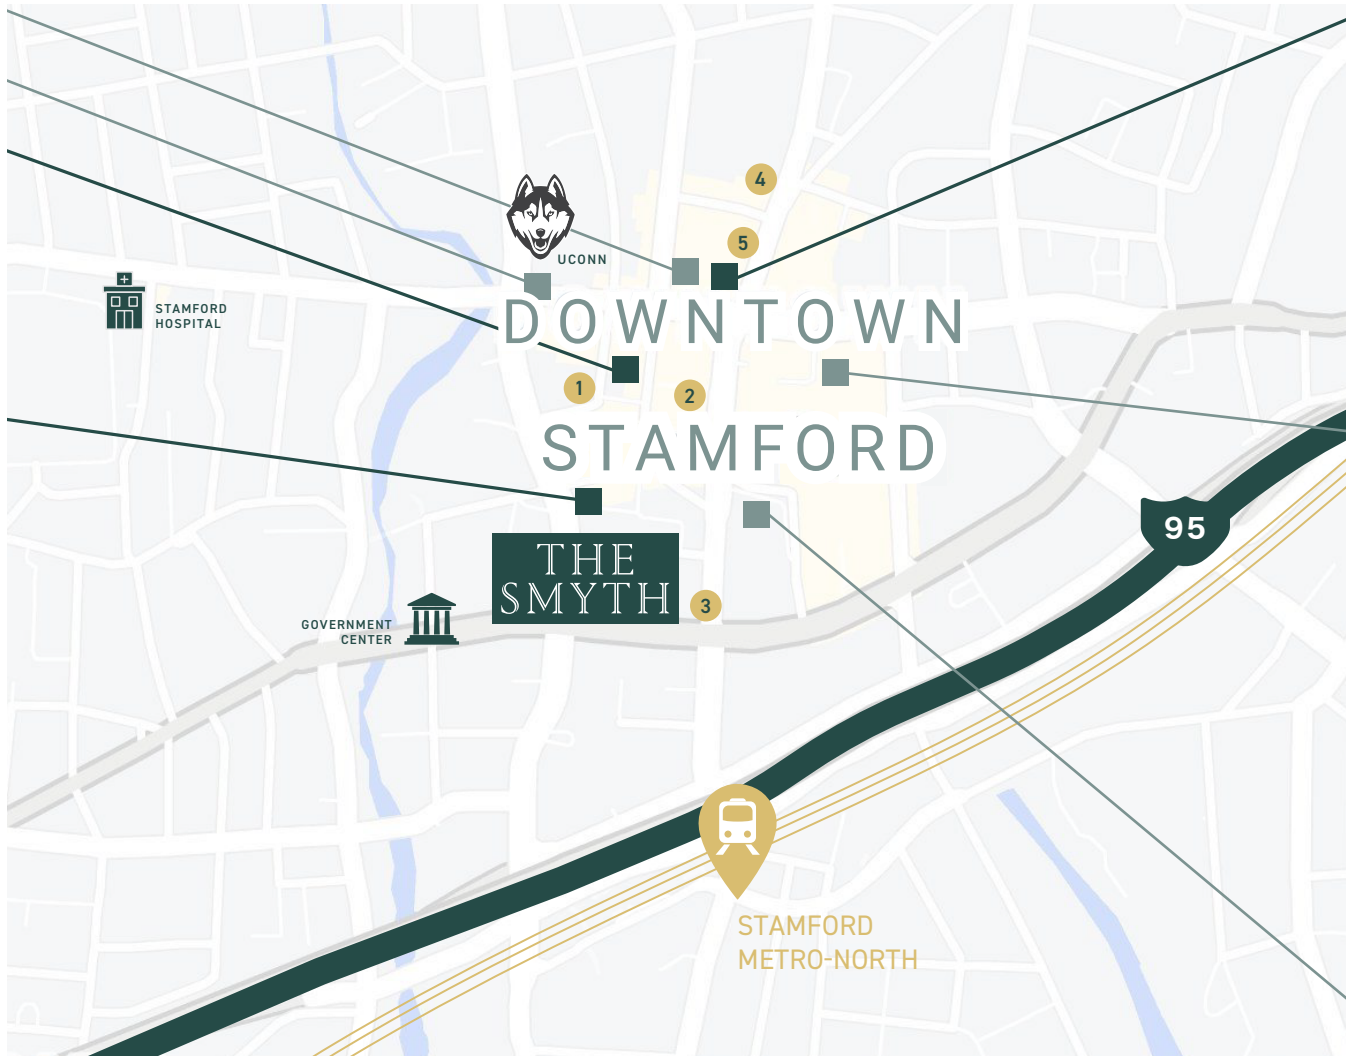 4
5
UCONN
STAMFORD
HOSPITAL
DOWNTOWN
1
2
STAMFORD
95
THE
SMYTH
3
GOVERNMENT
CENTER
STAMFORD
METRO-NORTH